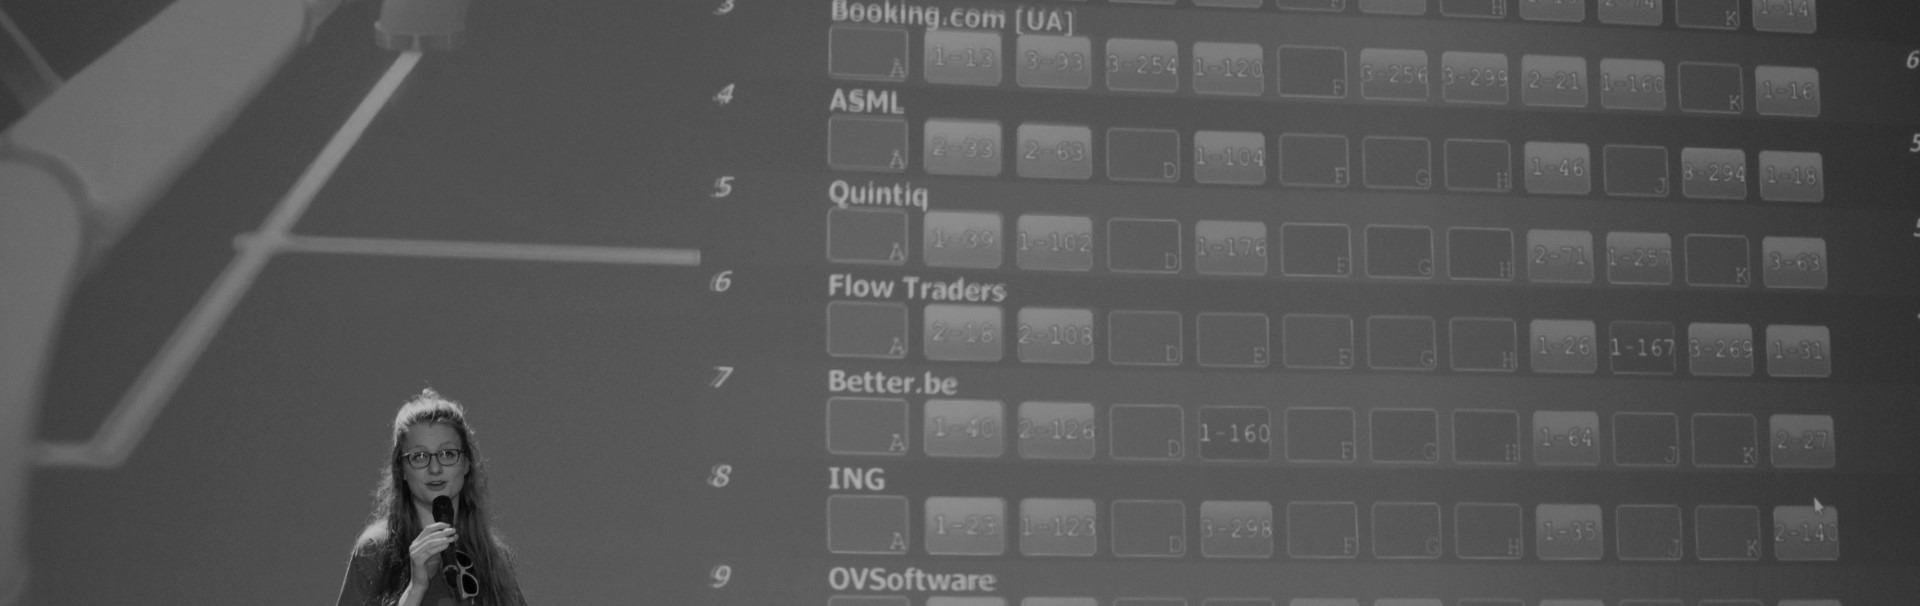 3
Booking.com [UA]
A 1-13 3-93 3-254 1-120 F 3-256 3-299 2-21 1-160 K 1-16
4
ASML
A 2-33 2-63 D 1-104 F G H 1-46 J 3-294 1-18
5
Quintiq
A 1-39 1-102 D 1-176 F G H 2-71 1-257 K 3-63
6
Flow Traders
A 2-16 2-108 D E F G H 1-26 1-167 3-269 1-31
7
Better.be
A 1-40 2-126 D 1-160 F G H 1-64 J K 2-27
8
ING
A 1-23 1-123 D 3-298 F G H 1-35 J K 2-140
9
OVSoftware